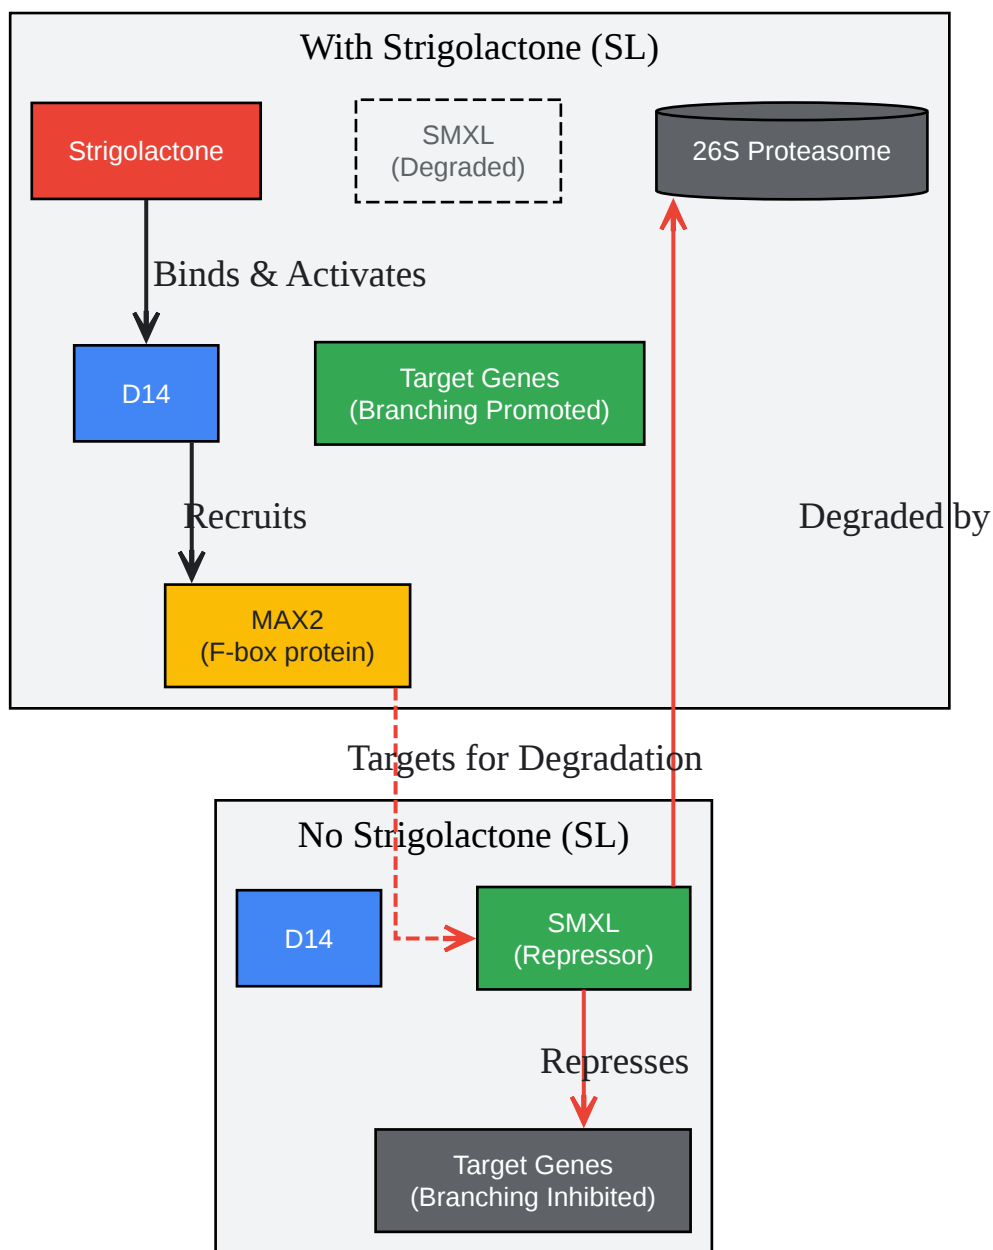 With Strigolactone (SL)
Strigolactone
SMXL
(Degraded)
26S Proteasome
Binds & Activates
D14
Target Genes
(Branching Promoted)
Recruits
Degraded by
MAX2
(F-box protein)
Targets for Degradation
No Strigolactone (SL)
D14
SMXL
(Repressor)
Represses
Target Genes
(Branching Inhibited)